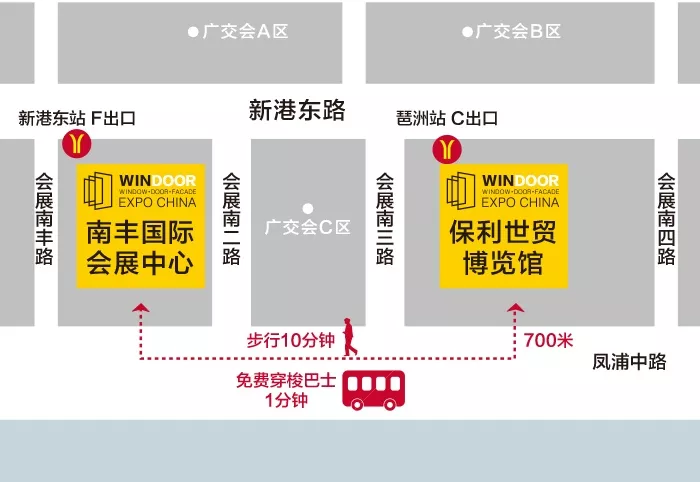 广交会A区
广交会B区
新港东站 F出口
新港东路
琶洲站 C出口
会展南丰路
WINDOOR
WINDOW·DOOR·FACADE
EXPO CHINA
南丰国际
会展中心
会展南二路
广交会C区
会展南三路
WINDOOR
WINDOW·DOOR·FACADE
EXPO CHINA
保利世贸
博览馆
会展南四路
步行10分钟
700米
凤浦中路
免费穿梭巴士
1分钟